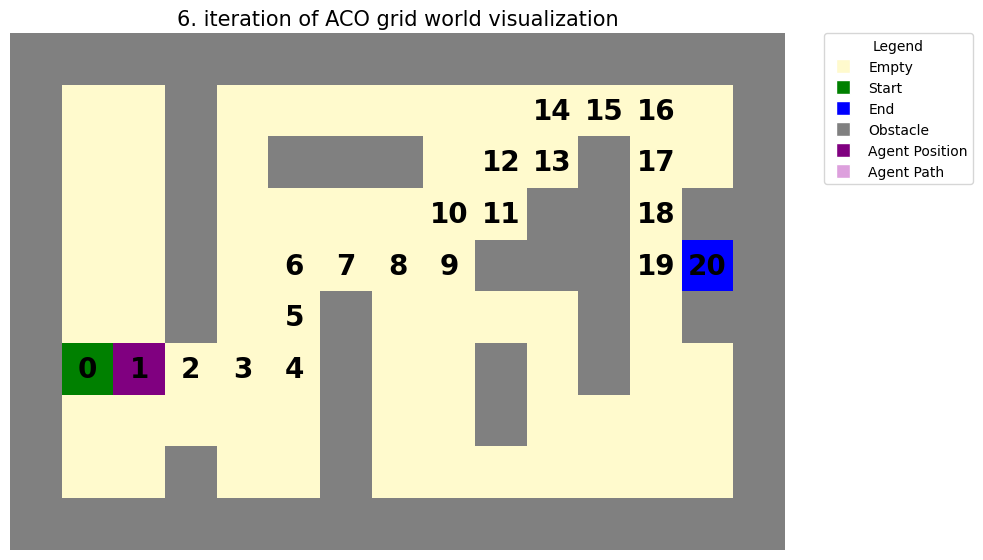 6. iteration of ACO grid world visualization
Legend
Empty
Start
End
Obstacle
Agent Position
Agent Path
14 15 16
12 13 17
10 11 18
6 7 8 9 19 20
5
0 1 2 3 4